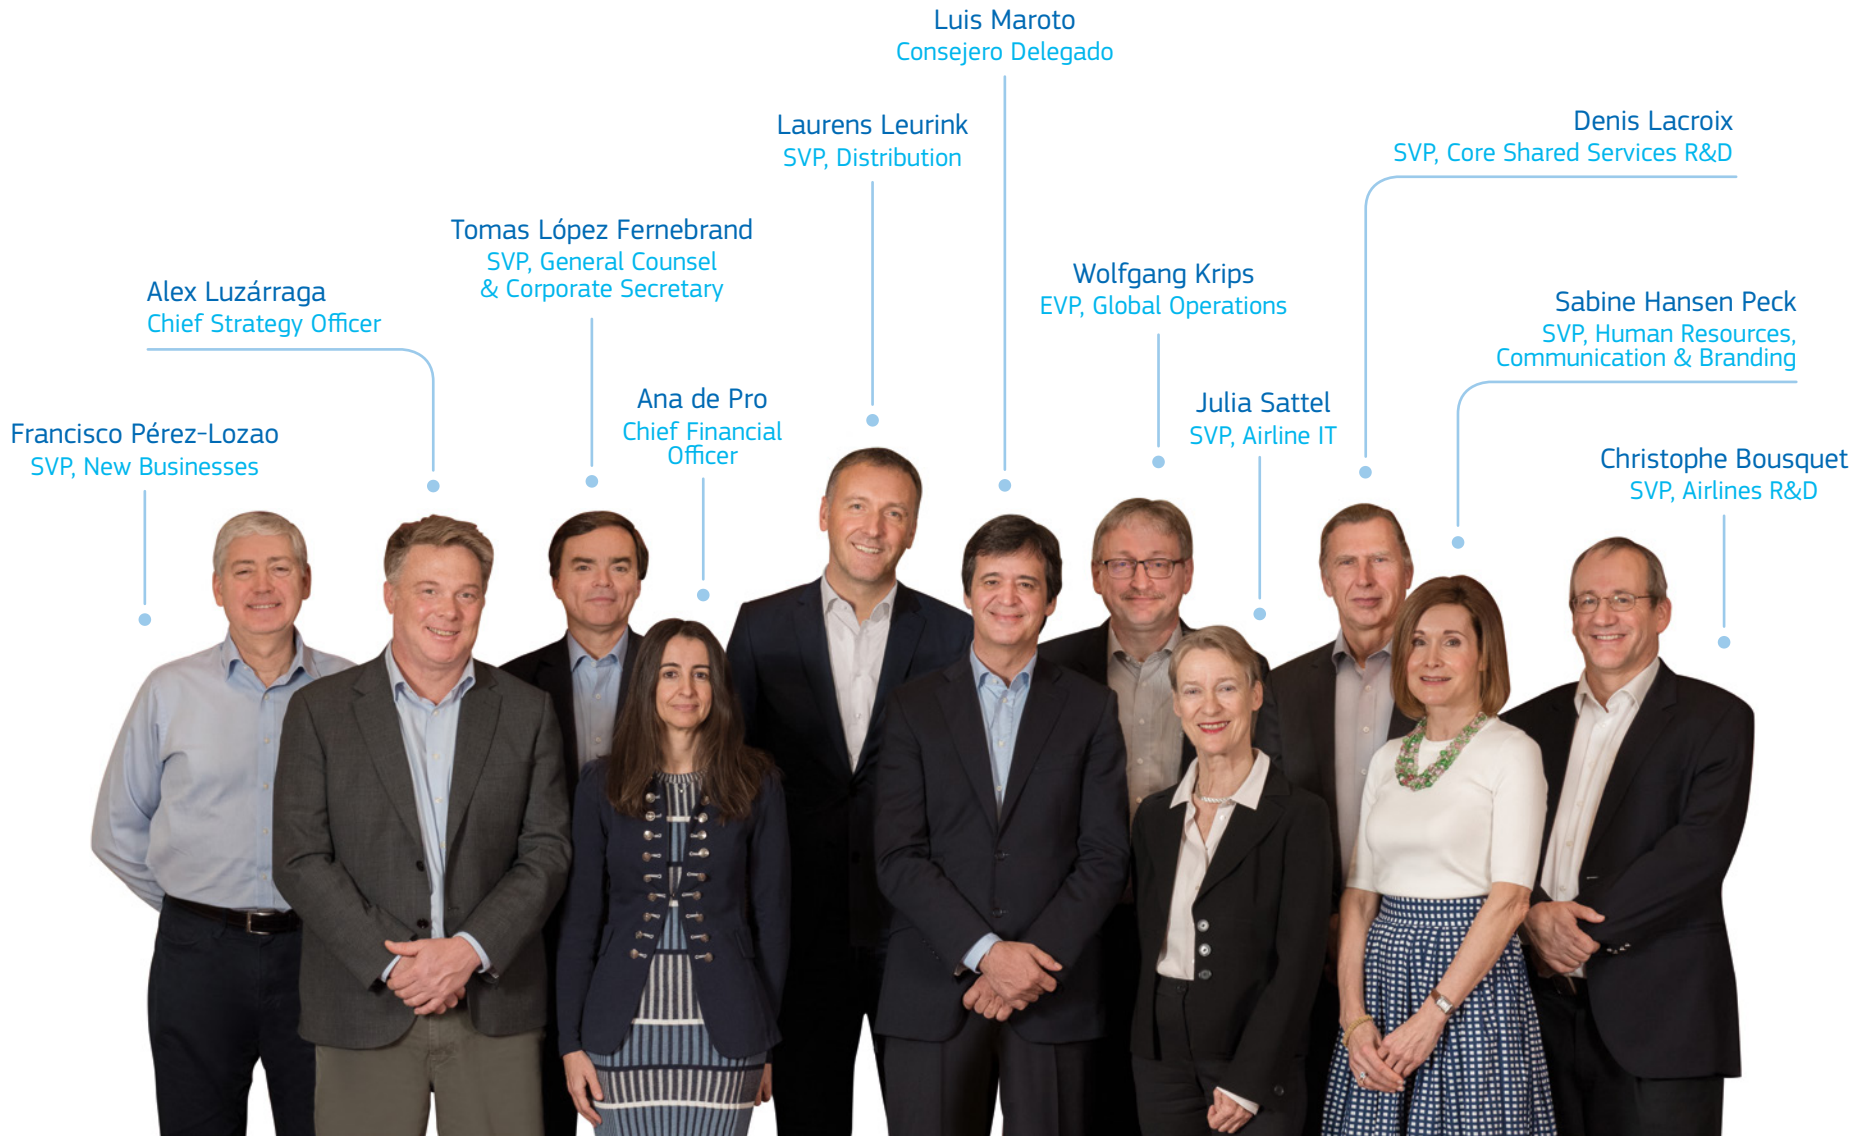 Luis Maroto
Consejero Delegado
Laurens Leurink
SVP, Distribution
Denis Lacroix
SVP, Core Shared Services R&D
Tomas López Fernebrand
SVP, General Counsel
& Corporate Secretary
Wolfgang Krips
EVP, Global Operations
Alex Luzárraga
Chief Strategy Officer
Sabine Hansen Peck
SVP, Human Resources,
Communication & Branding
Ana de Pro
Chief Financial
Officer
Julia Sattel
SVP, Airline IT
Francisco Pérez-Lozao
SVP, New Businesses
Christophe Bousquet
SVP, Airlines R&D